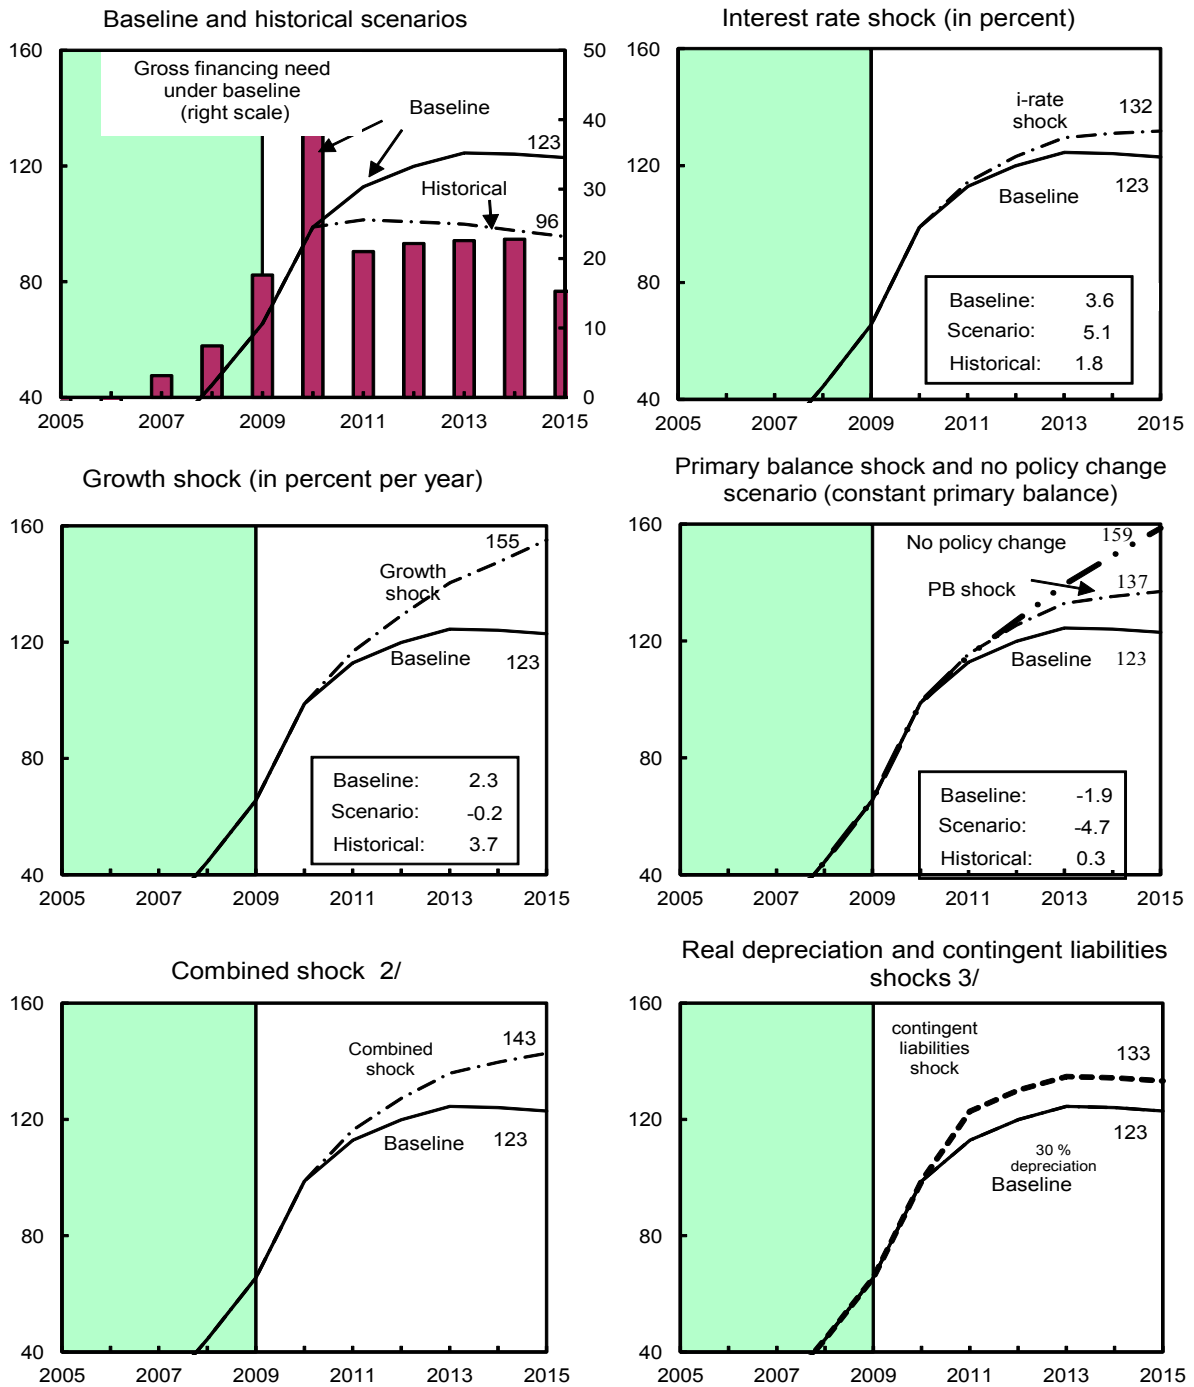 Baseline and historical scenarios
160
120
80
40
50
40
30
20
10
0
Gross financing need
under baseline
(right scale)
Baseline
123
Historical
96
2005 2007 2009 2011 2013 2015
Interest rate shock (in percent)
160
120
80
40
i-rate
shock
132
123
Baseline
Baseline: 3.6
Scenario: 5.1
Historical: 1.8
2005 2007 2009 2011 2013 2015
Growth shock (in percent per year)
160
120
80
40
155
Growth
shock
Baseline
123
Baseline: 2.3
Scenario: -0.2
Historical: 3.7
2005 2007 2009 2011 2013 2015
Primary balance shock and no policy change
scenario (constant primary balance)
160
120
80
40
No policy change
159
PB shock
137
Baseline
123
Baseline: -1.9
Scenario: -4.7
Historical: 0.3
2005 2007 2009 2011 2013 2015
Combined shock 2/
160
120
80
40
Combined
shock
143
Baseline
123
2005 2007 2009 2011 2013 2015
Real depreciation and contingent liabilities
shocks 3/
160
120
80
40
contingent
liabilities
shock
133
123
30 %
depreciation
Baseline
2005 2007 2009 2011 2013 2015